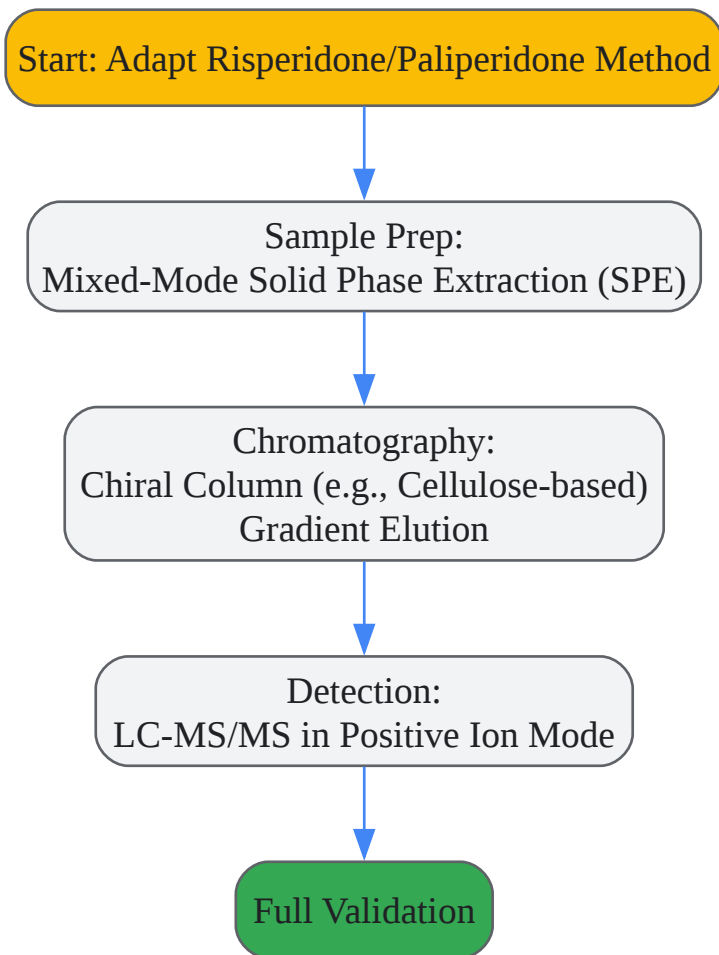 Start: Adapt Risperidone/Paliperidone Method
Sample Prep:
Mixed-Mode Solid Phase Extraction (SPE)
Chromatography:
Chiral Column (e.g., Cellulose-based)
Gradient Elution
Detection:
LC-MS/MS in Positive Ion Mode
Full Validation